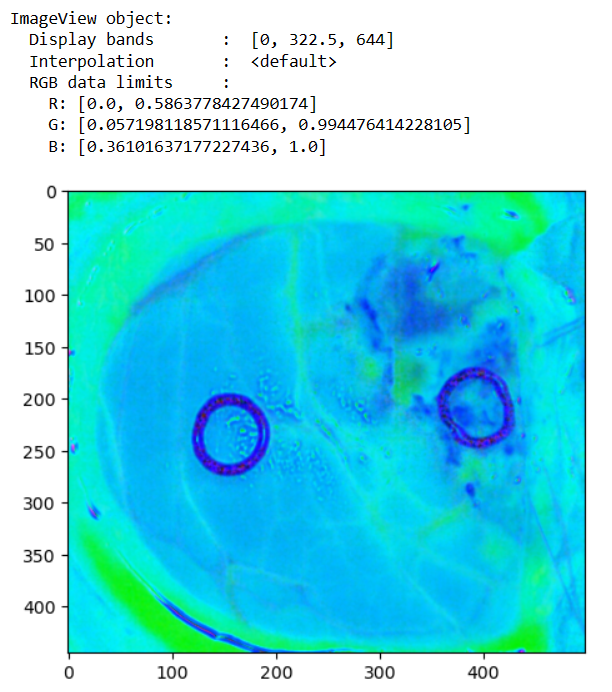 ImageView object:
  Display bands       :  [0, 322.5, 644]
  Interpolation       :  <default>
  RGB data limits     :
    R: [0.0, 0.5863778427490174]
    G: [0.057198118571116466, 0.994476414228105]
    B: [0.36101637177227436, 1.0]
0
50
100
150
200
250
300
350
400
0 100 200 300 400